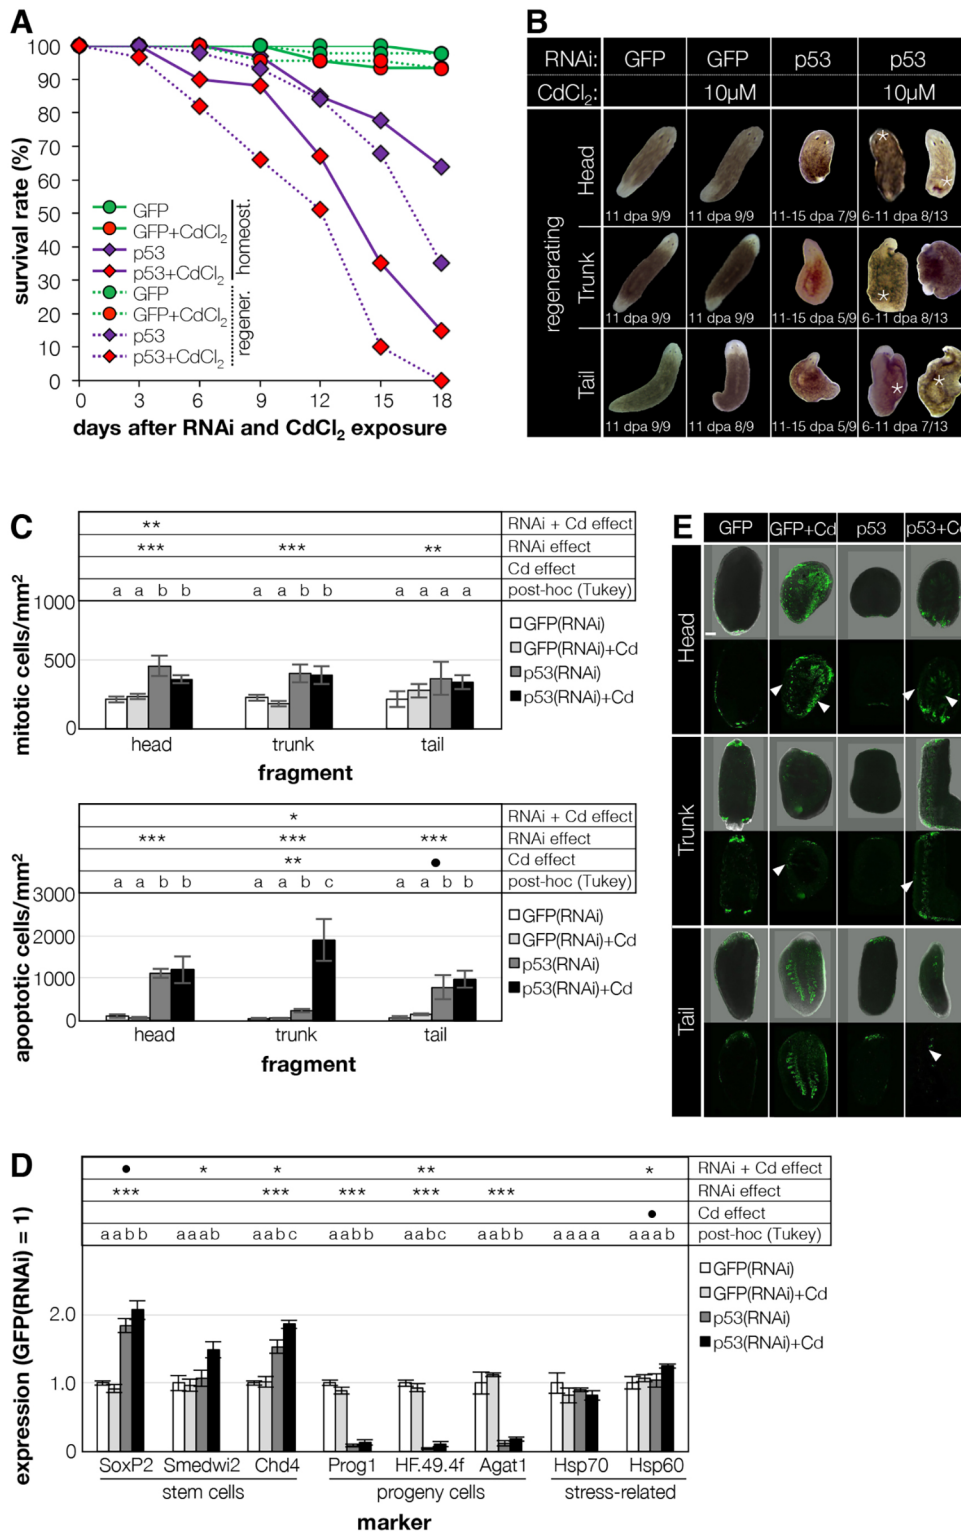 A
100
90
80
70
60
50
40
30
20
10
0
survival rate (%)
GFP
GFP+CdCl2
p53
p53+CdCl2
homeost.
GFP
GFP+CdCl2
p53
p53+CdCl2
regener.
0 3 6 9 12 15 18
days after RNAi and CdCl2 exposure
B
RNAi: GFP GFP p53 p53
CdCl2: 10µM 10µM
regenerating
Head
11 dpa 9/9 11 dpa 9/9 11-15 dpa 7/9 6-11 dpa 8/13
Trunk
11 dpa 9/9 11 dpa 9/9 11-15 dpa 5/9 6-11 dpa 8/13
Tail
11 dpa 9/9 11 dpa 8/9 11-15 dpa 5/9 6-11 dpa 7/13
C
** RNAi + Cd effect
*** *** ** RNAi effect
Cd effect
a a b b a a b b a a a a post-hoc (Tukey)
1000
500
0
mitotic cells/mm2
GFP(RNAi)
GFP(RNAi)+Cd
p53(RNAi)
p53(RNAi)+Cd
head trunk tail
fragment
* RNAi + Cd effect
*** *** *** RNAi effect
** ● Cd effect
a a b b a a b c a a b b post-hoc (Tukey)
3000
2000
1000
0
apoptotic cells/mm2
GFP(RNAi)
GFP(RNAi)+Cd
p53(RNAi)
p53(RNAi)+Cd
head trunk tail
fragment
E
GFP GFP+Cd p53 p53+Cd
Head
Trunk
Tail
D
● * * ** * RNAi + Cd effect
*** *** *** *** *** RNAi effect
● Cd effect
aabb aaab aabc aabb aabc aabb aaaa aaab post-hoc (Tukey)
2.0
1.0
0
expression (GFP(RNAi) = 1)
GFP(RNAi)
GFP(RNAi)+Cd
p53(RNAi)
p53(RNAi)+Cd
SoxP2 Smedwi2 Chd4 Prog1 HF.49.4f Agat1 Hsp70 Hsp60
stem cells progeny cells stress-related
marker